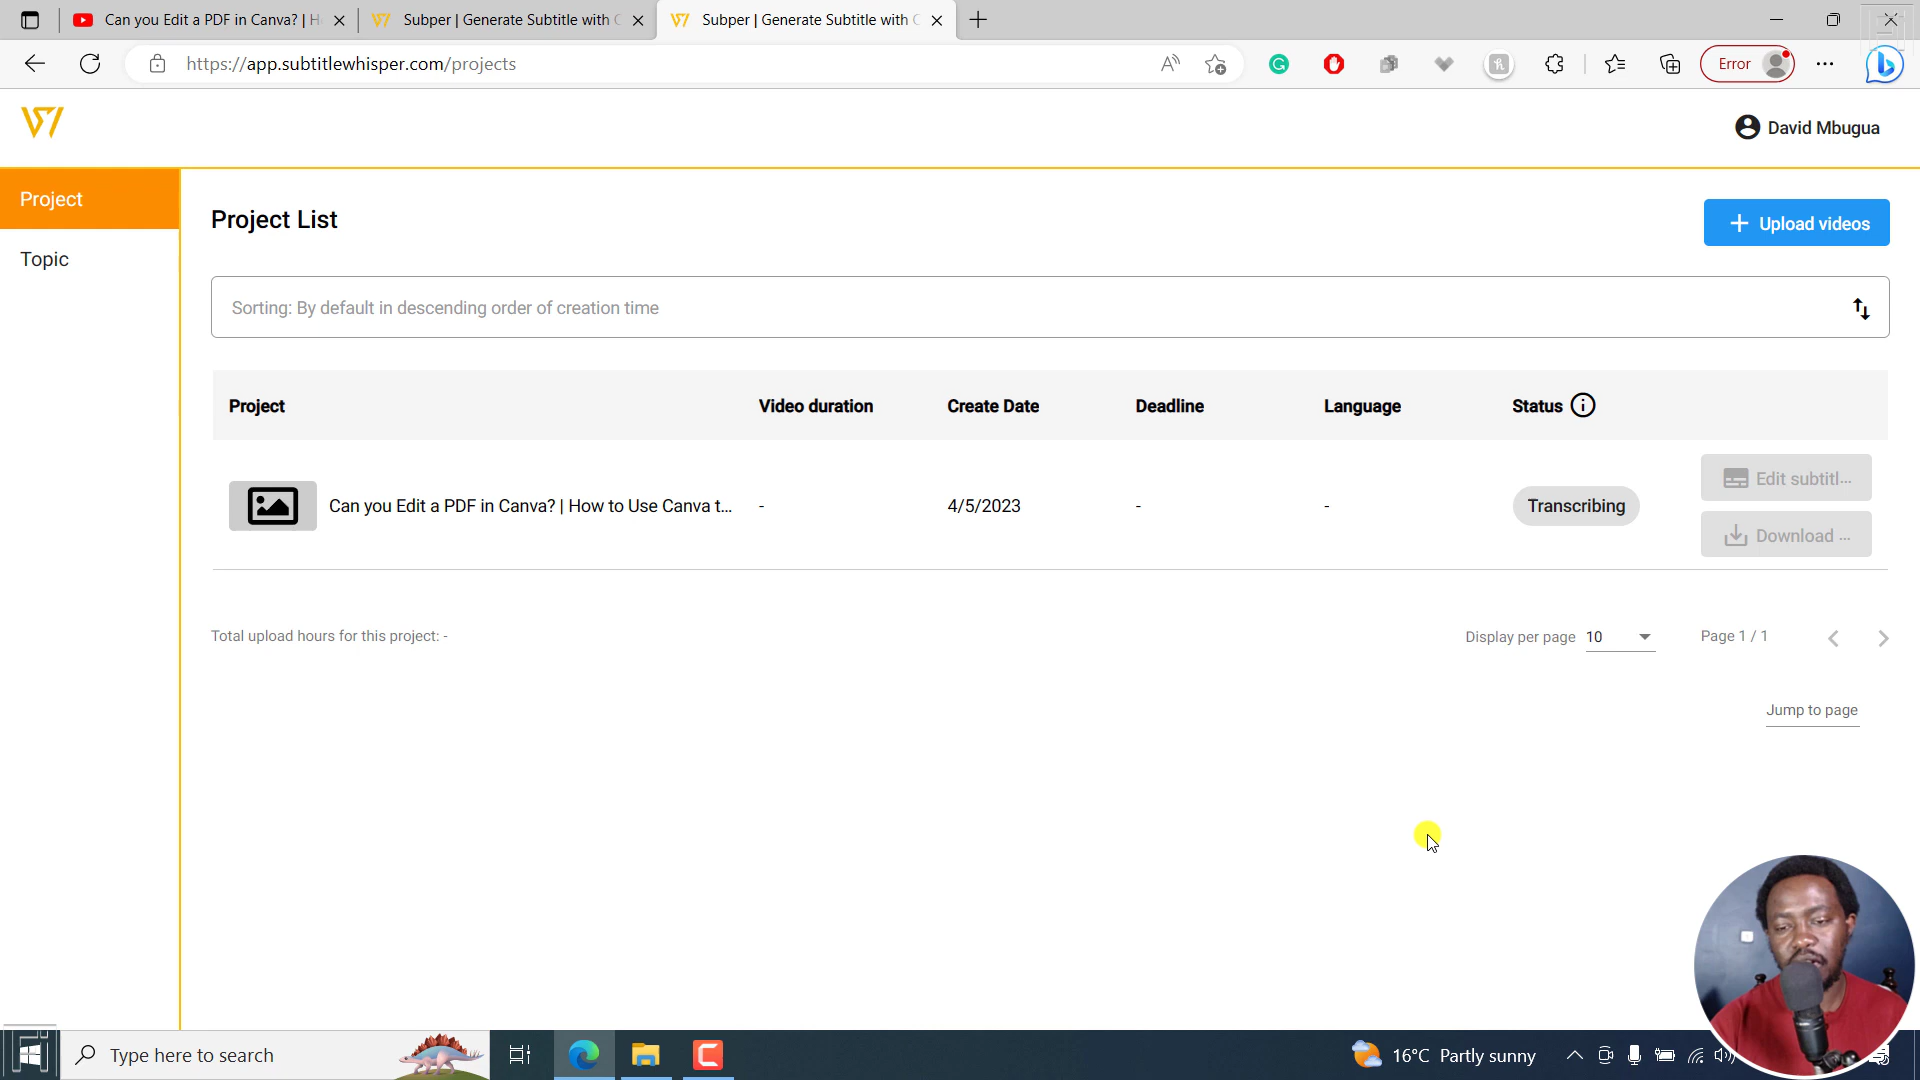 Can you Edit a PDF in Canva? | H
Subper | Generate Subtitle with C
Subper | Generate Subtitle with C
https://app.subtitlewhisper.com/projects
Error
David Mbugua
Project
Topic
Project List
Upload videos
Sorting: By default in descending order of creation time
Project Video duration Create Date Deadline Language Status
Can you Edit a PDF in Canva? | How to Use Canva t... - 4/5/2023 - - Transcribing
Edit subtitl...
Download ...
Total upload hours for this project: -
Display per page 10
Page 1 / 1
Jump to page
Type here to search
16°C Partly sunny